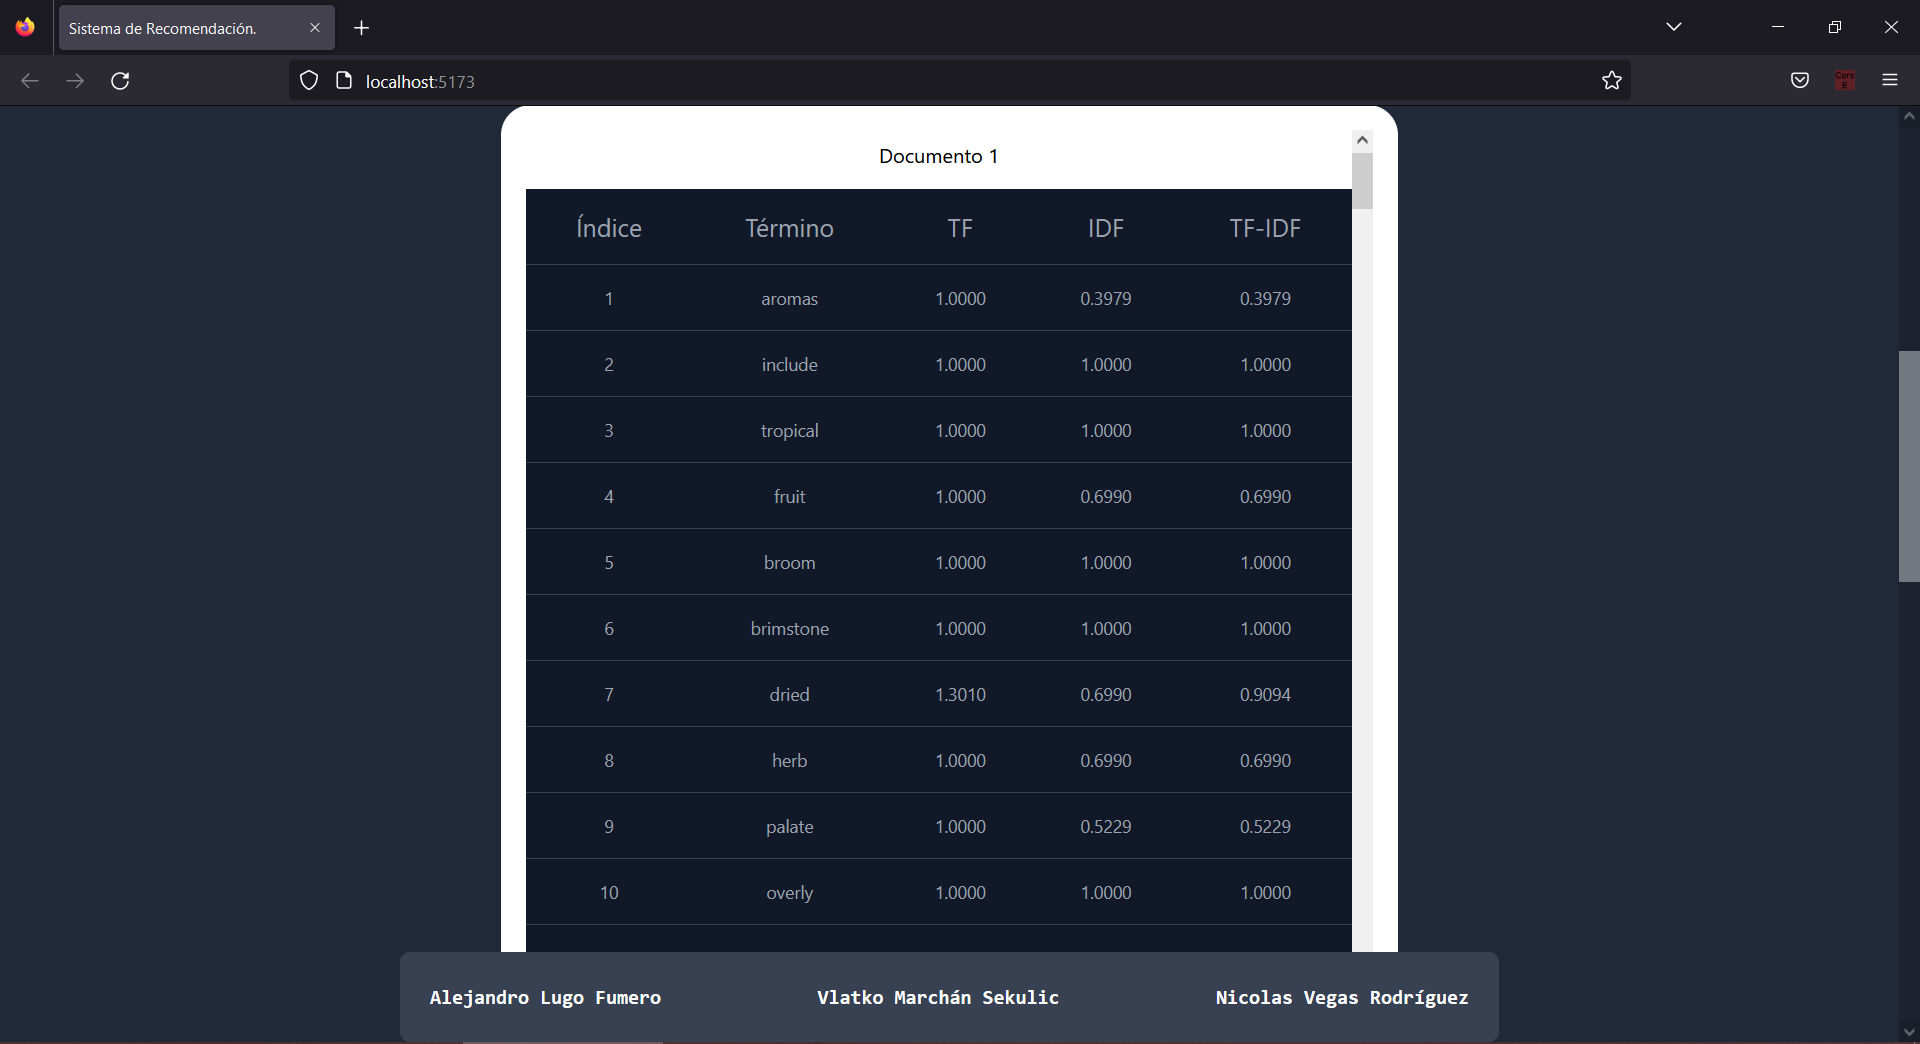 Sistema de Recomendación.
localhost:5173
Cors
E
Documento 1
Índice Término TF IDF TF-IDF
1 aromas 1.0000 0.3979 0.3979
2 include 1.0000 1.0000 1.0000
3 tropical 1.0000 1.0000 1.0000
4 fruit 1.0000 0.6990 0.6990
5 broom 1.0000 1.0000 1.0000
6 brimstone 1.0000 1.0000 1.0000
7 dried 1.3010 0.6990 0.9094
8 herb 1.0000 0.6990 0.6990
9 palate 1.0000 0.5229 0.5229
10 overly 1.0000 1.0000 1.0000
Alejandro Lugo Fumero Vlatko Marchán Sekulic Nicolas Vegas Rodríguez